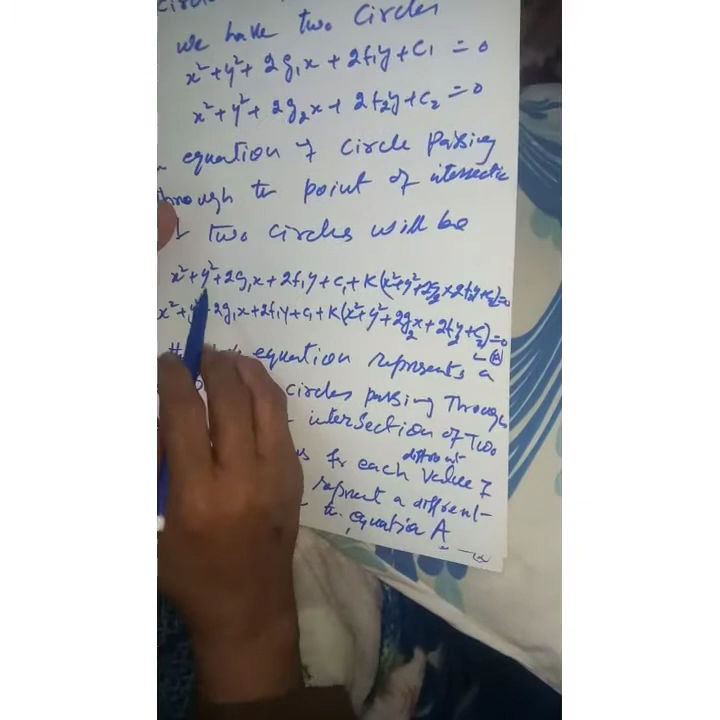 circle
we have two circles
x²+y²+2g₁x+2f₁y+c₁=0
x²+y²+2g₂x+2f₂y+c₂=0
equation of circle passing
through the point of intersectio
two circles will be
x²+y²+2g₁x+2f₁y+c₁+K(x²+y²+2g₂x+2f₂y+c₂)=0
x²+y²+2g₁x+2f₁y+c₁+K(x²+y²+2g₂x+2f₂y+c₂)=0
equation represents a
circles passing Through
intersection of Two
different
for each value of
represent a different
the equation A